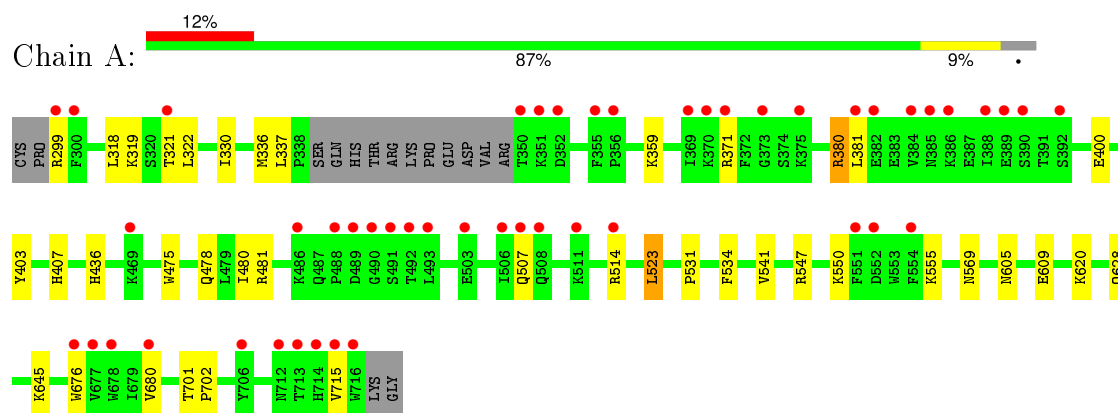 12%
Chain A:
87% 9% •
CYS PRO R299 F300 L318 K319 S320 T321 L322 I330 M336 L337 P338 SER GLN HIS THR ARG LYS PRO GLU ASP VAL ARG T350 K351 D352 F355 P356 K359 I369 K370 R371 F372 G373 S374 K375 R380 L381 E382 E383 V384 N385 K386 E387 I388 E389 S390 T391 S392 E400
Y403 H407 H436 K469 W475 Q478 L479 I480 R481 K486 Q487 P488 D489 G490 S491 T492 L493 E503 I506 Q507 Q508 K511 R514 L523 P531 F534 V541 R547 K550 F551 D552 W553 F554 K555 N569 N605 E609 K620
K645 W676 V677 W678 I679 V680 T701 P702 Y706 N712 T713 H714 V715 W716 LYS GLY